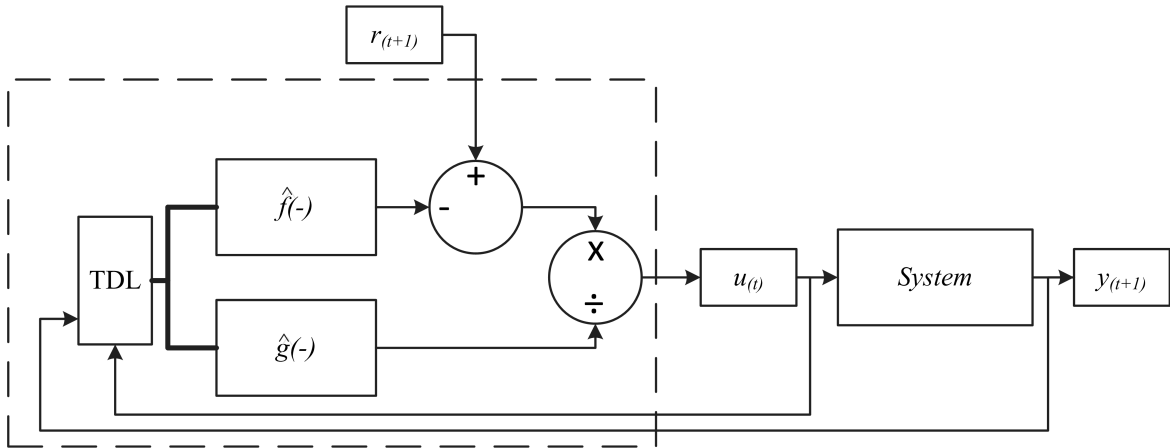 r(t+1)
f̂(-)
+
-
TDL
x
÷
u(t)
System
y(t+1)
ĝ(-)